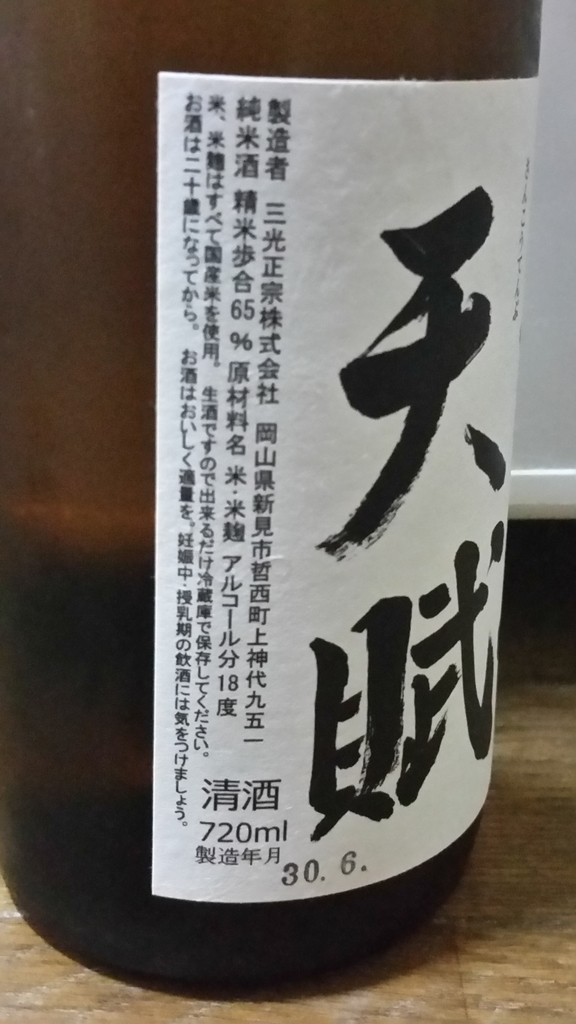 さんこうてんぶ
天賦
製造者 三光正宗株式会社 岡山県新見市哲西町上神代九五一
純米酒 精米歩合65% 原材料名 米・米麹 アルコール分18度
米、米麹はすべて国産米を使用。 生酒ですので出来るだけ冷蔵庫で保存してください。
お酒は二十歳になってから。 お酒はおいしく適量を。妊娠中・授乳期の飲酒には気をつけましょう。
清酒
720ml
製造年月
30. 6.